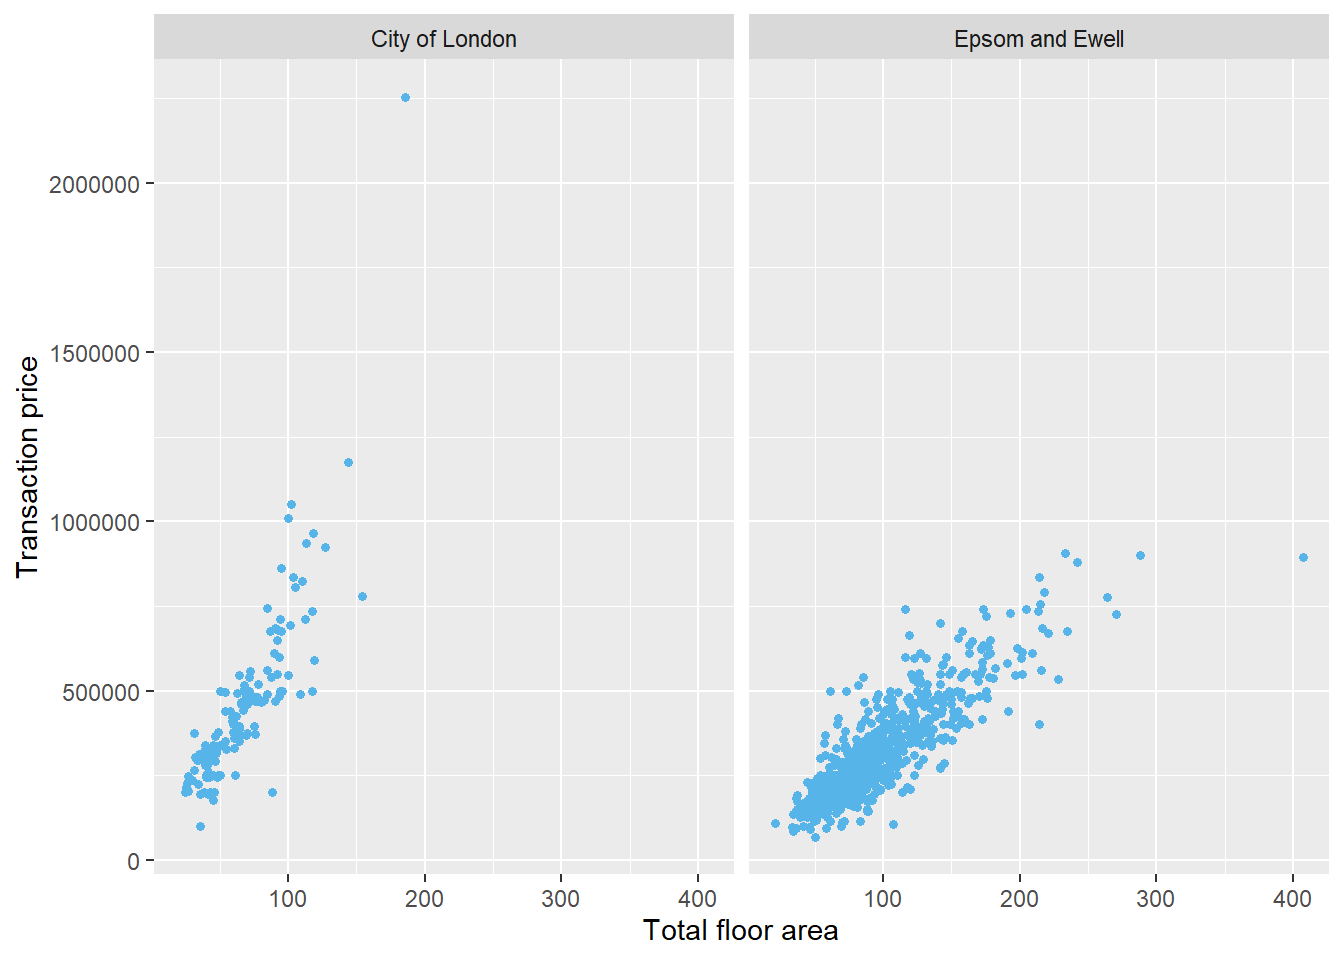 City of London
Epsom and Ewell
Transaction price
2000000
1500000
1000000
500000
0
100 200 300 400
100 200 300 400
Total floor area